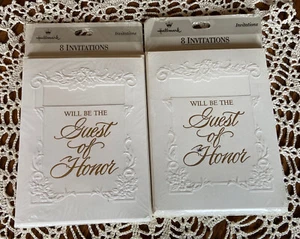 Hallmark
Invitations
8 INVITATIONS
WILL BE THE
Guest
of
Honor
Hallmark
Invitations
8 INVITATIONS
WILL BE THE
Guest
of
Honor